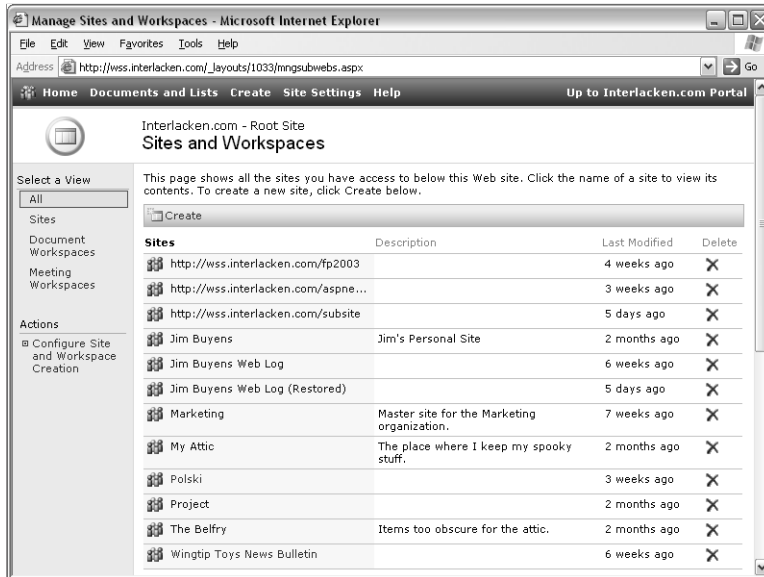 Manage Sites and Workspaces - Microsoft Internet Explorer
File Edit View Favorites Tools Help
Address http://wss.interlacken.com/_layouts/1033/mngsubwebs.aspx Go
Home Documents and Lists Create Site Settings Help Up to Interlacken.com Portal
Interlacken.com - Root Site
Sites and Workspaces
Select a View
All
Sites
Document
Workspaces
Meeting
Workspaces
Actions
Configure Site
and Workspace
Creation
This page shows all the sites you have access to below this Web site. Click the name of a site to view its
contents. To create a new site, click Create below.
Create
Sites Description Last Modified Delete
http://wss.interlacken.com/fp2003 4 weeks ago
http://wss.interlacken.com/aspne... 3 weeks ago
http://wss.interlacken.com/subsite 5 days ago
Jim Buyens Jim's Personal Site 2 months ago
Jim Buyens Web Log 6 weeks ago
Jim Buyens Web Log (Restored) 5 days ago
Marketing Master site for the Marketing 7 weeks ago
organization.
My Attic The place where I keep my spooky 2 months ago
stuff.
Polski 3 weeks ago
Project 2 months ago
The Belfry Items too obscure for the attic. 2 months ago
Wingtip Toys News Bulletin 6 weeks ago